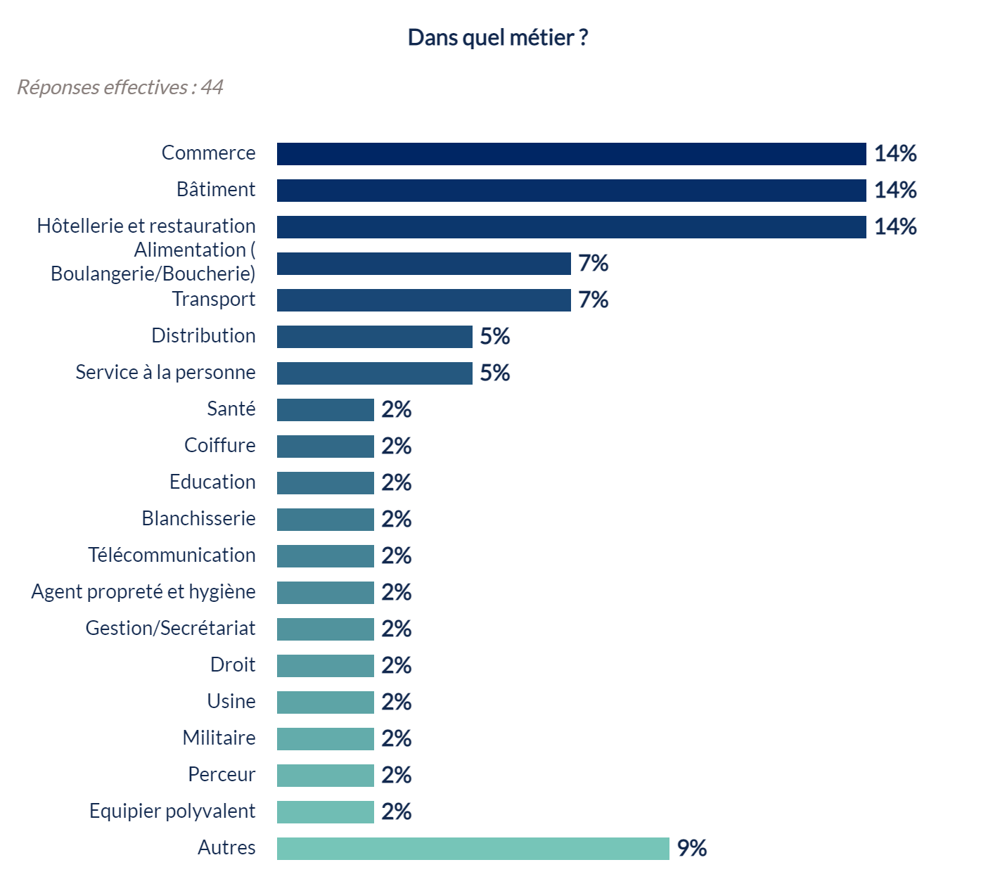 Dans quel métier ?
Réponses effectives : 44
Commerce 14%
Bâtiment 14%
Hôtellerie et restauration 14%
Alimentation (
Boulangerie/Boucherie) 7%
Transport 7%
Distribution 5%
Service à la personne 5%
Santé 2%
Coiffure 2%
Education 2%
Blanchisserie 2%
Télécommunication 2%
Agent propreté et hygiène 2%
Gestion/Secrétariat 2%
Droit 2%
Usine 2%
Militaire 2%
Perceur 2%
Equipier polyvalent 2%
Autres 9%